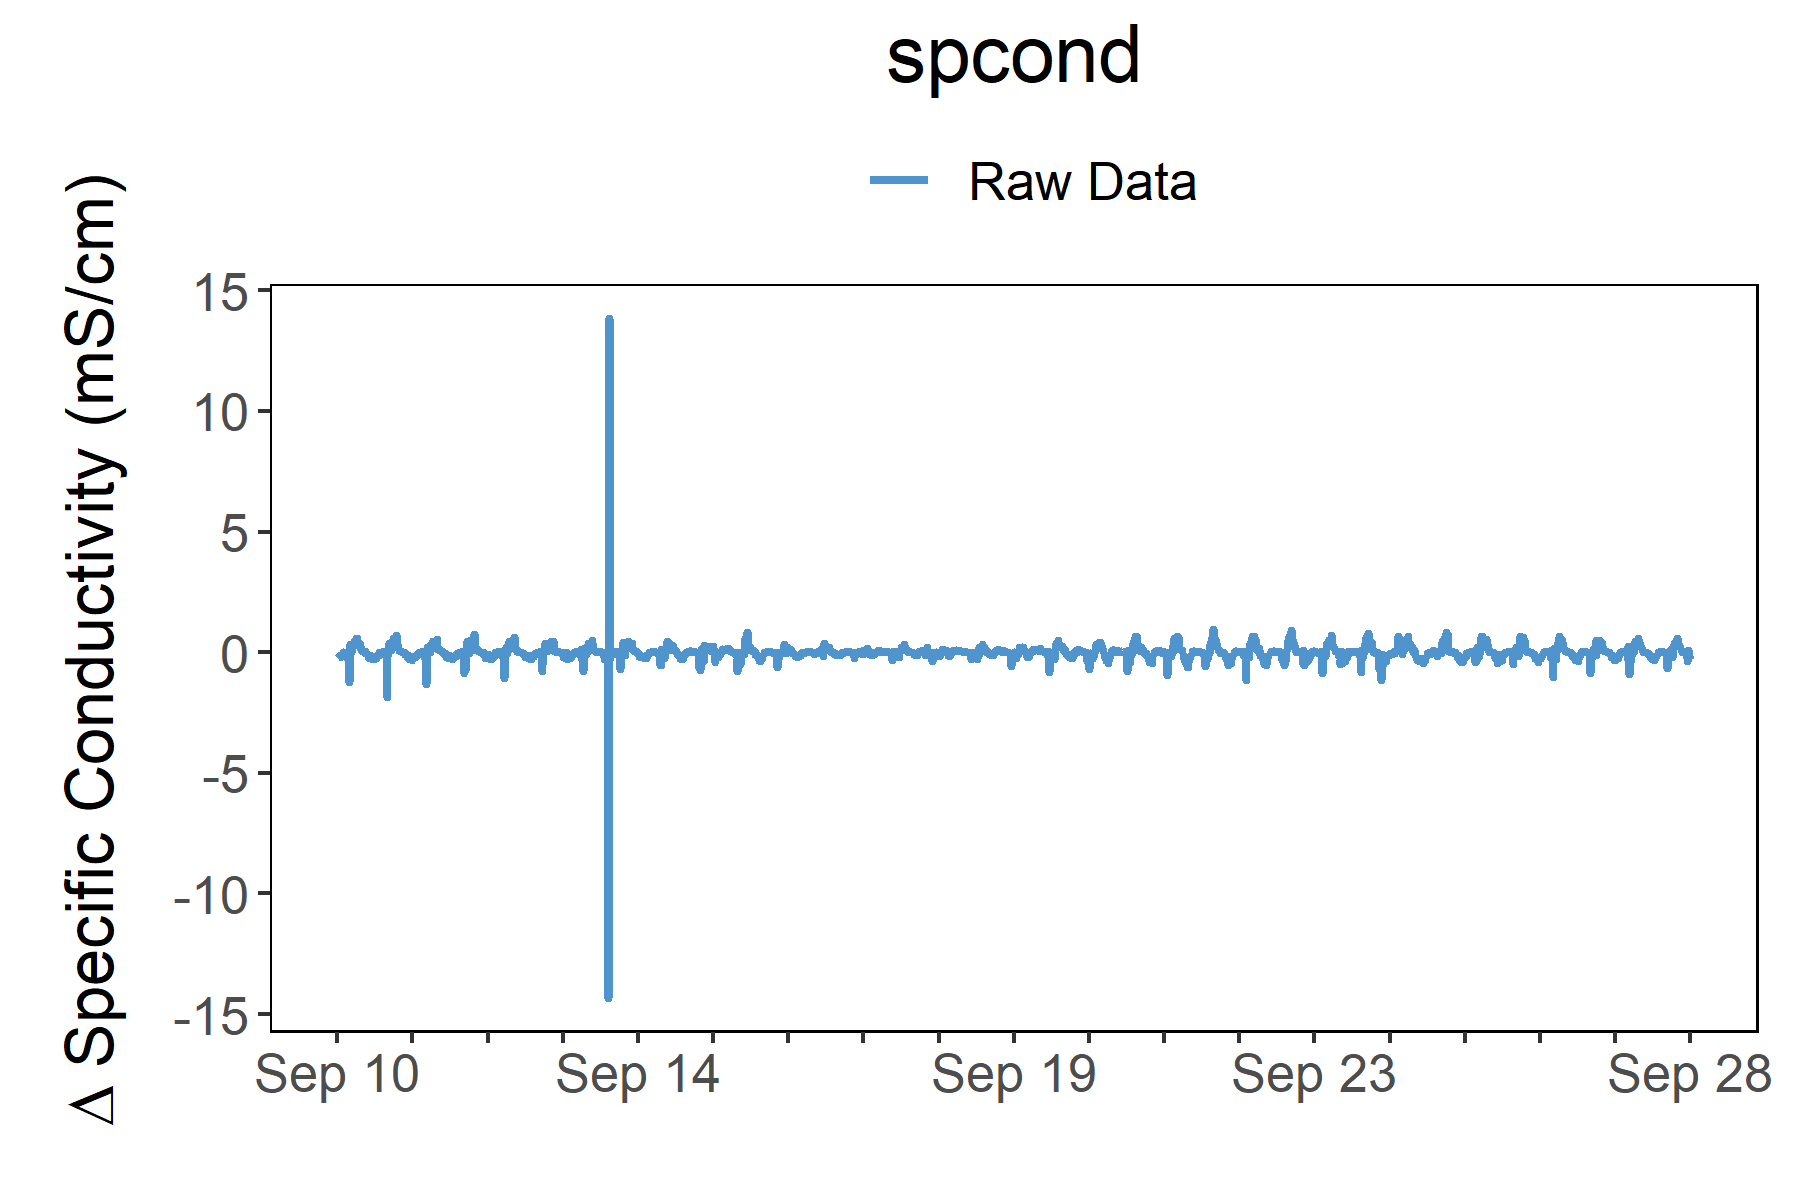 spcond
Raw Data
Δ Specific Conductivity (mS/cm)
15
10
5
0
-5
-10
-15
Sep 10 Sep 14 Sep 19 Sep 23 Sep 28